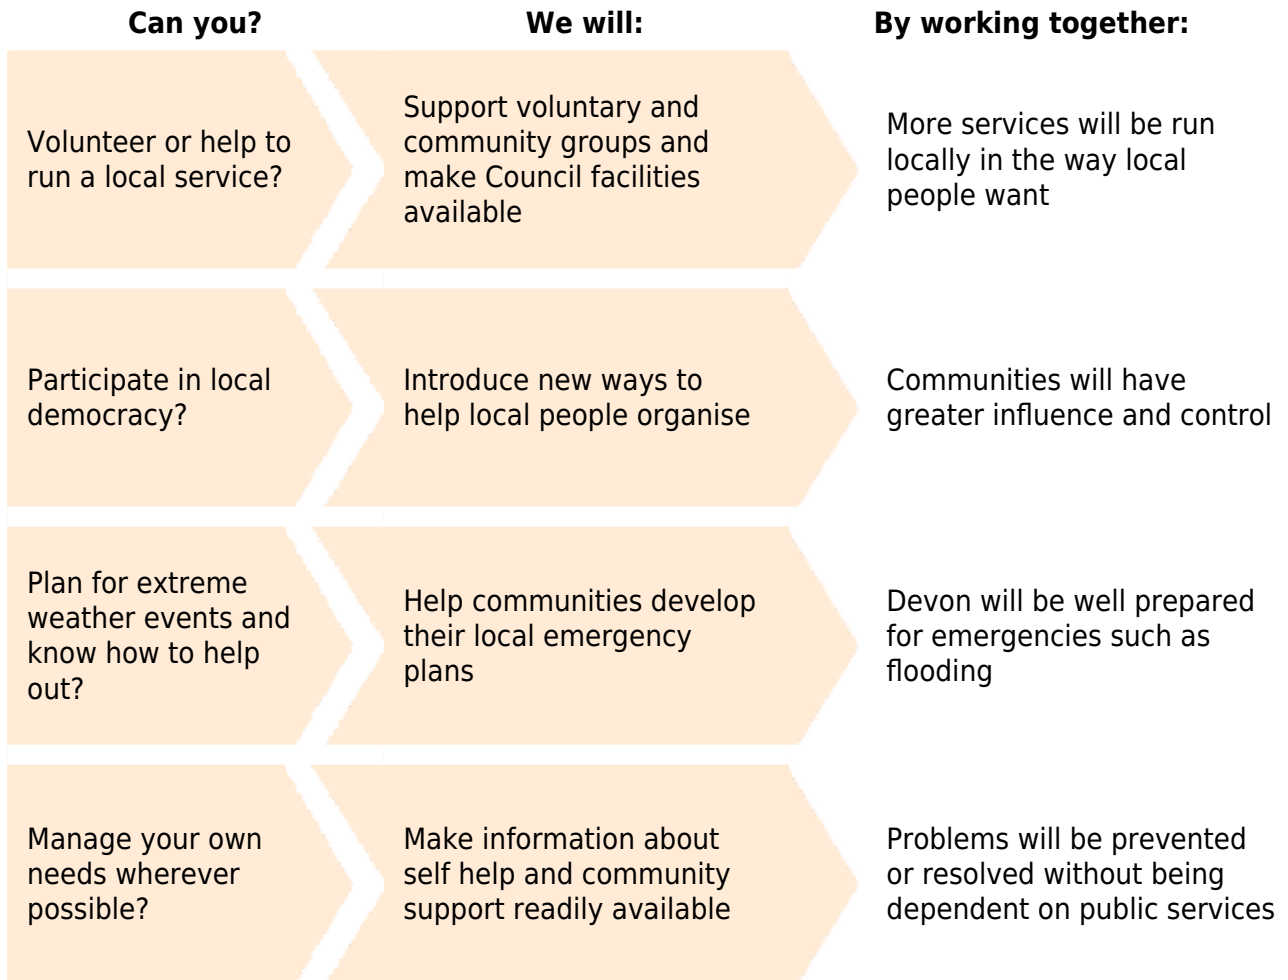 Can you?
We will:
By working together:
Volunteer or help to
run a local service?
Support voluntary and
community groups and
make Council facilities
available
More services will be run
locally in the way local
people want
Participate in local
democracy?
Introduce new ways to
help local people organise
Communities will have
greater influence and control
Plan for extreme
weather events and
know how to help
out?
Help communities develop
their local emergency
plans
Devon will be well prepared
for emergencies such as
flooding
Manage your own
needs wherever
possible?
Make information about
self help and community
support readily available
Problems will be prevented
or resolved without being
dependent on public services